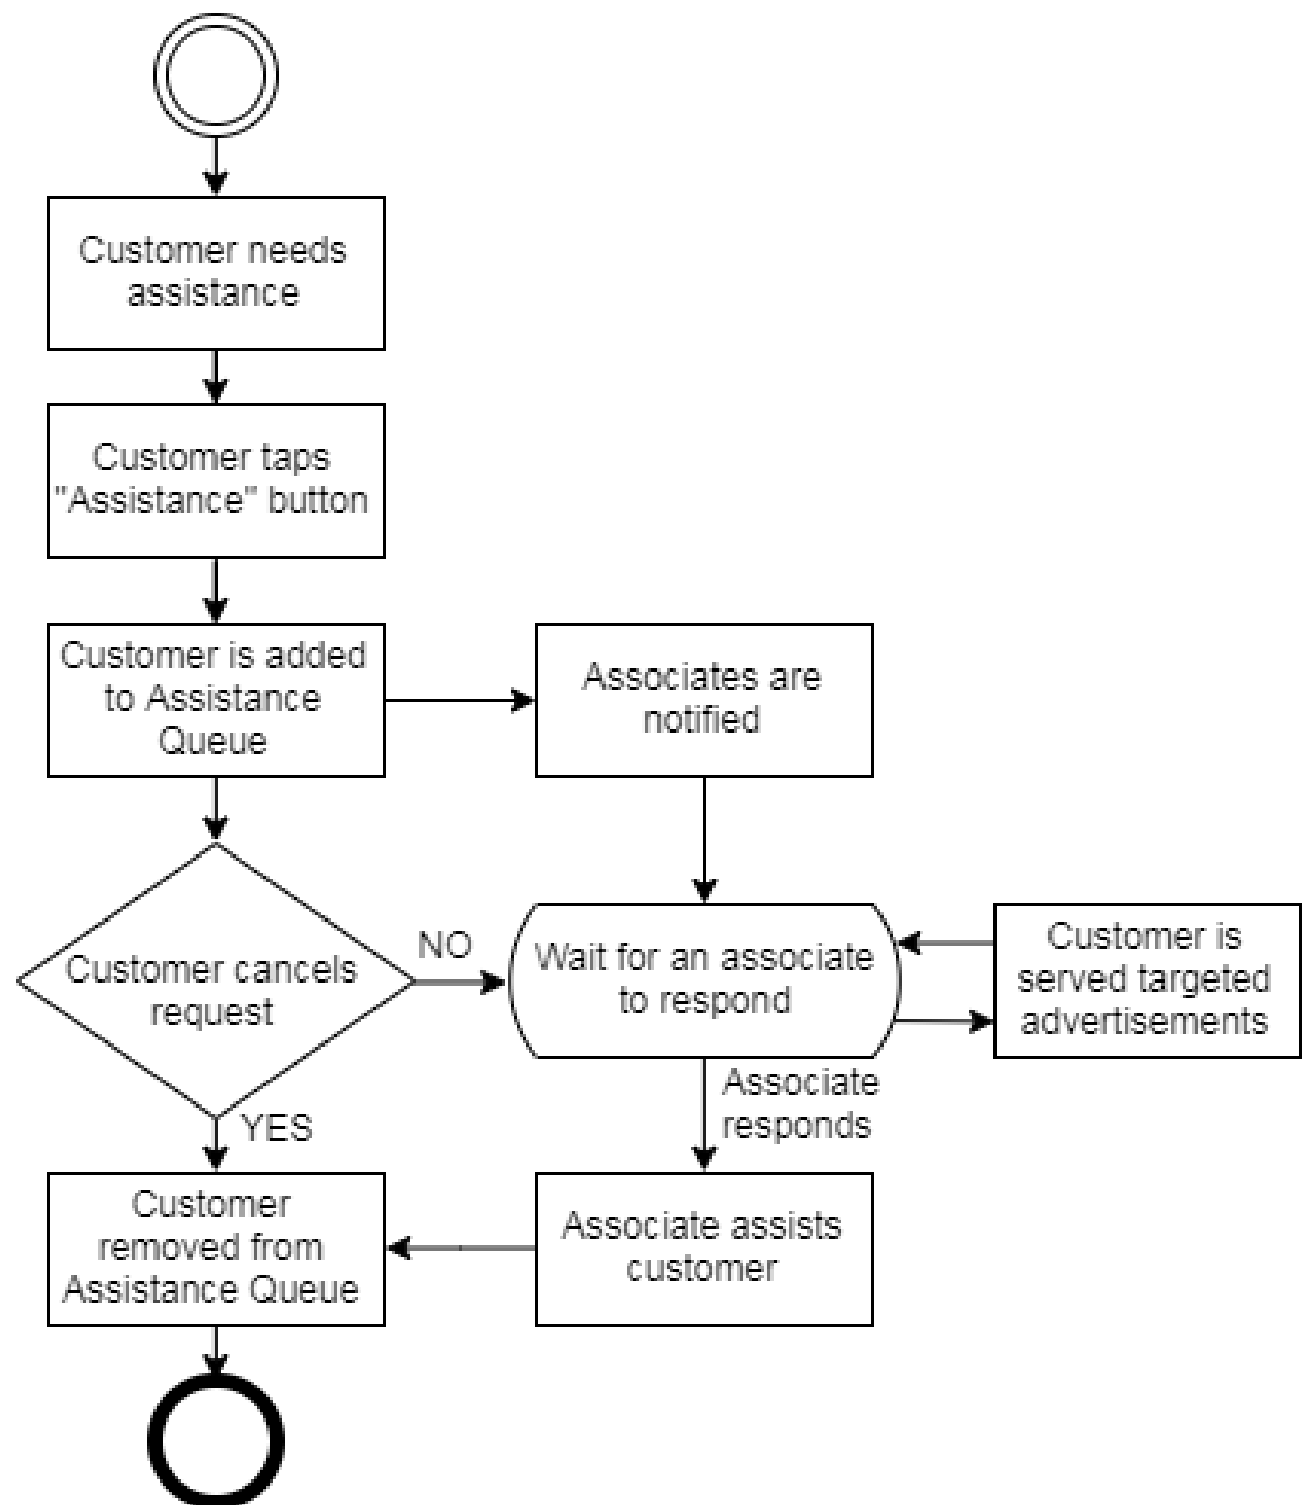 Customer needs
assistance
Customer taps
"Assistance" button
Customer is added
to Assistance
Queue
Associates are
notified
Customer cancels
request
NO
Wait for an associate
to respond
Customer is
served targeted
advertisements
YES
Associate
responds
Customer
removed from
Assistance Queue
Associate assists
customer